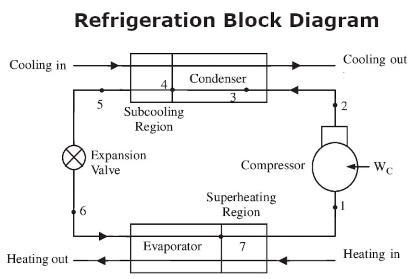 Refrigeration Block Diagram
Cooling in
Cooling out
4
Condenser
3
5
Subcooling
Region
2
Expansion
Valve
Compressor
W_C
Superheating
Region
6
1
Evaporator
7
Heating out
Heating in